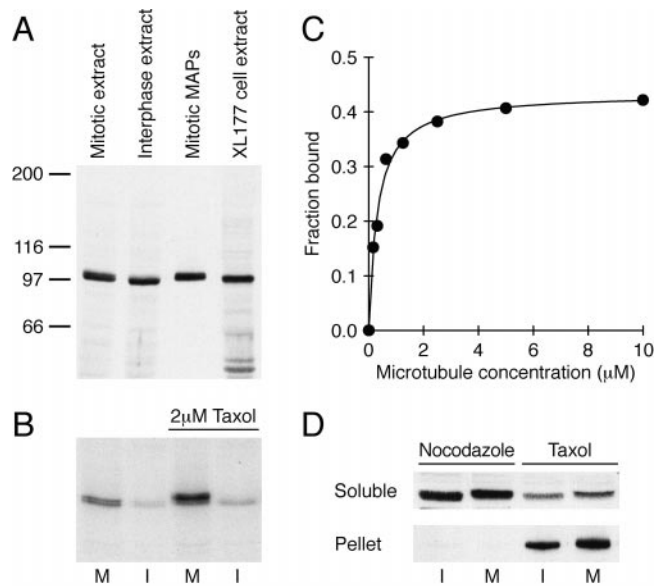 A
Mitotic extract
Interphase extract
Mitotic MAPs
XL177 cell extract
200
116
97
66
B
2μM Taxol
M I M I
C
Fraction bound
0.5
0.4
0.3
0.2
0.1
0.0
0 2 4 6 8 10
Microtubule concentration (μM)
D
Nocodazole Taxol
Soluble
Pellet
I M I M